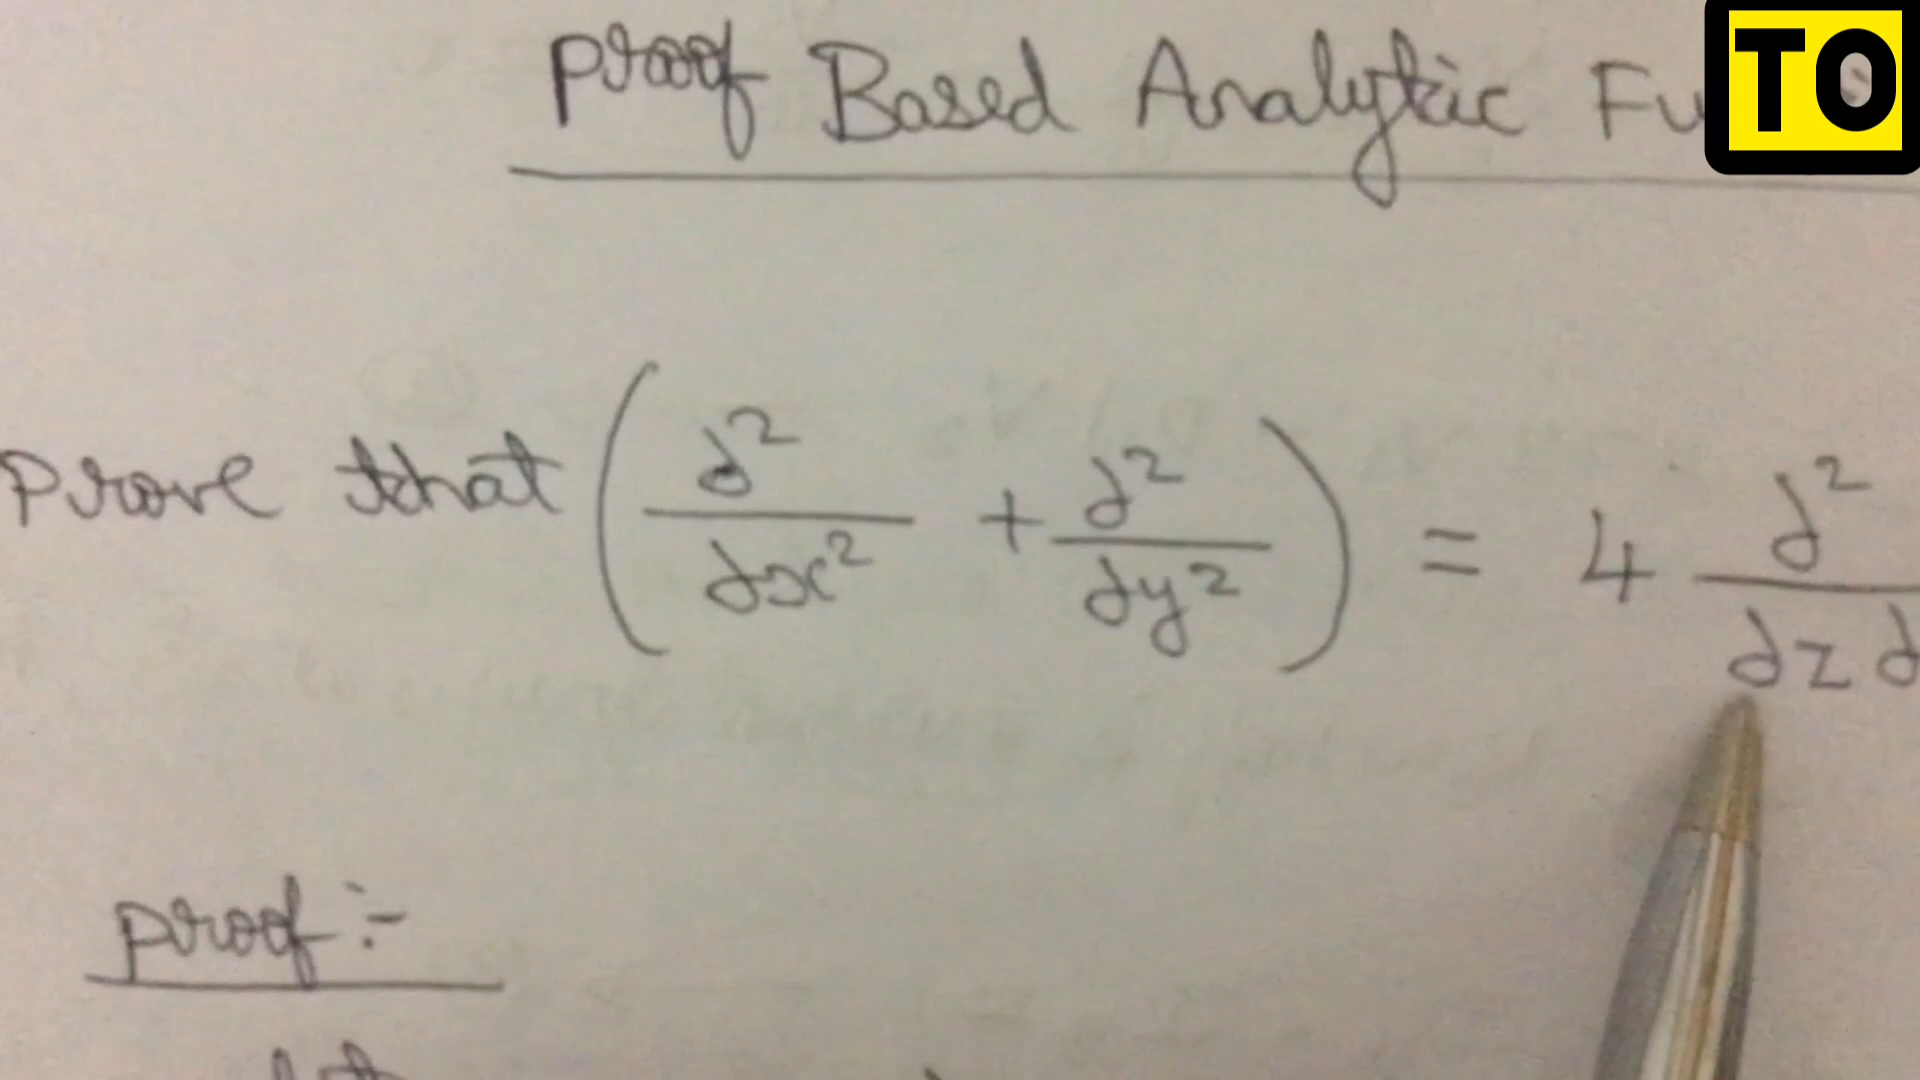 Proof Based Analytic Fu
TO
Prove that (∂²/∂x² + ∂²/∂y²) = 4 ∂²/∂z∂
Proof :-